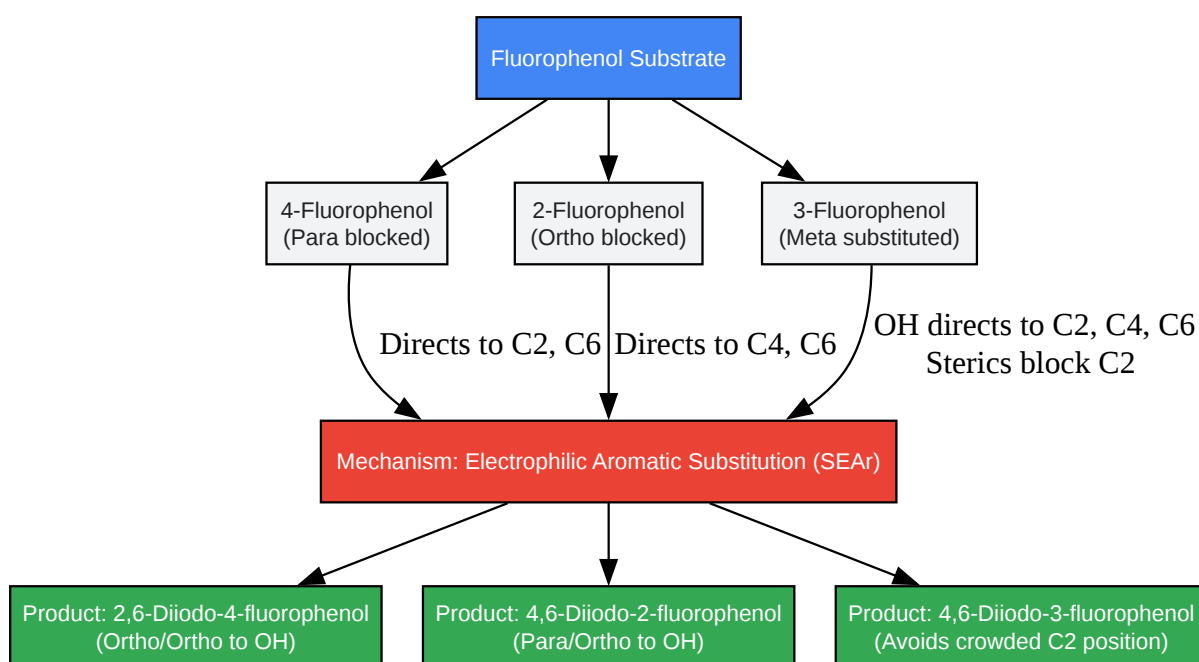 Fluorophenol Substrate
4-Fluorophenol
(Para blocked)
2-Fluorophenol
(Ortho blocked)
3-Fluorophenol
(Meta substituted)
Directs to C2, C6
Directs to C4, C6
OH directs to C2, C4, C6
Sterics block C2
Mechanism: Electrophilic Aromatic Substitution (SEAr)
Product: 2,6-Diiodo-4-fluorophenol
(Ortho/Ortho to OH)
Product: 4,6-Diiodo-2-fluorophenol
(Para/Ortho to OH)
Product: 4,6-Diiodo-3-fluorophenol
(Avoids crowded C2 position)